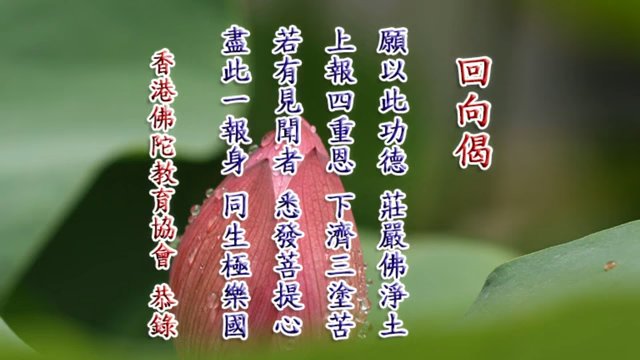 回向偈
願以此功德 莊嚴佛淨土
上報四重恩 下濟三塗苦
若有見聞者 悉發菩提心
盡此一報身 同生極樂國
香港佛陀教育協會 恭錄